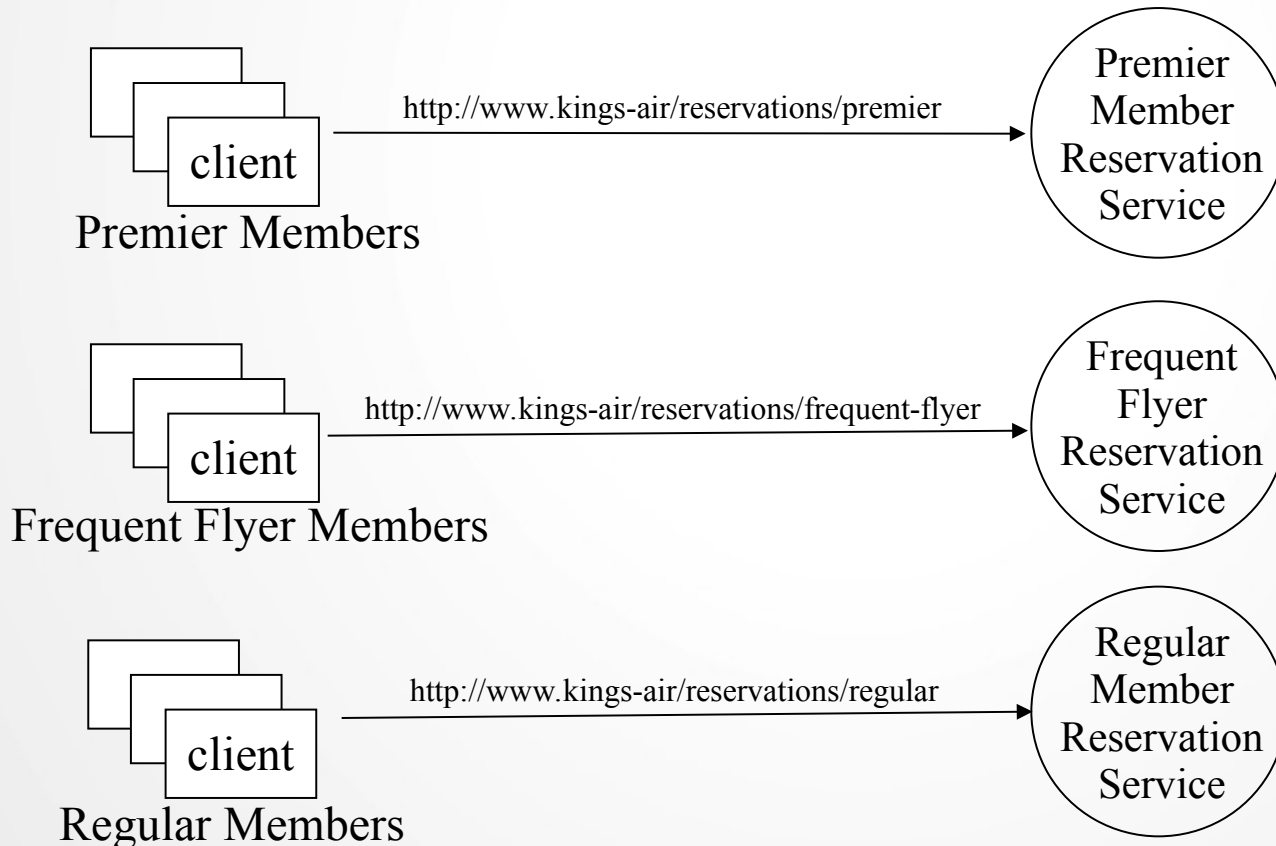 http://www.kings-air/reservations/premier
client
Premier Members
Premier
Member
Reservation
Service
http://www.kings-air/reservations/frequent-flyer
client
Frequent Flyer Members
Frequent
Flyer
Reservation
Service
http://www.kings-air/reservations/regular
client
Regular Members
Regular
Member
Reservation
Service